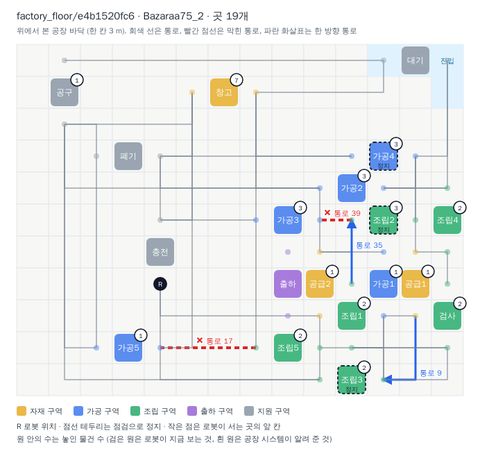 factory_floor/e4b1520fc6 · Bazaraa75_2 · 곳 19개
위에서 본 공장 바닥 (한 칸 3 m). 회색 선은 통로, 빨간 점선은 막힌 통로, 파란 화살표는 한 방향 통로
대기
진입
공구
1
창고
7
폐기
가공4
3
정지
가공2
3
가공3
3
통로 39
조립2
3
정지
조립4
2
통로 35
충전
R
출하
공급2
1
가공1
1
공급1
1
조립1
2
검사
2
가공5
1
통로 17
조립5
2
조립3
2
정지
통로 9
자재 구역
가공 구역
조립 구역
출하 구역
지원 구역
R 로봇 위치 · 점선 테두리는 점검으로 정지 · 작은 점은 로봇이 서는 곳의 앞 칸
원 안의 수는 놓인 물건 수 (검은 원은 로봇이 지금 보는 것, 흰 원은 공장 시스템이 알려 준 것)